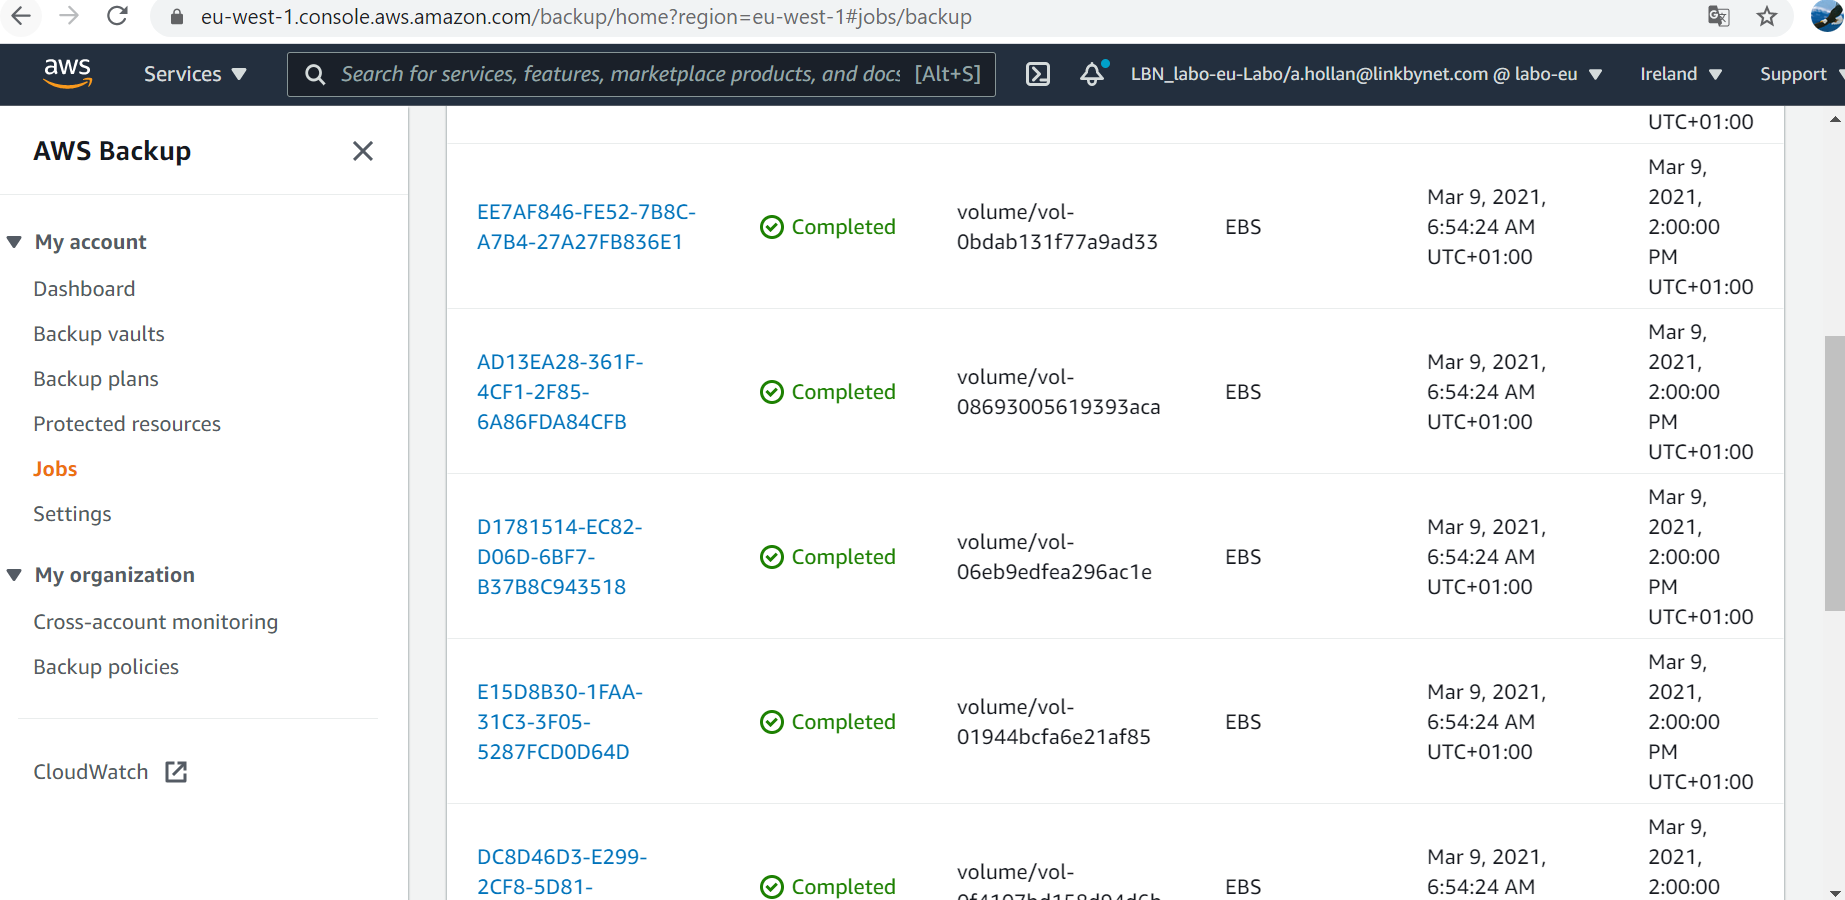 eu-west-1.console.aws.amazon.com/backup/home?region=eu-west-1#jobs/backup
aws
Services
Search for services, features, marketplace products, and docs
[Alt+S]
LBN_labo-eu-Labo/a.hollan@linkbynet.com @ labo-eu
Ireland
Support
AWS Backup
My account
Dashboard
Backup vaults
Backup plans
Protected resources
Jobs
Settings
My organization
Cross-account monitoring
Backup policies
CloudWatch
UTC+01:00
EE7AF846-FE52-7B8C-
A7B4-27A27FB836E1
Completed
volume/vol-
0bdab131f77a9ad33
EBS
Mar 9, 2021,
6:54:24 AM
UTC+01:00
Mar 9,
2021,
2:00:00
PM
UTC+01:00
AD13EA28-361F-
4CF1-2F85-
6A86FDA84CFB
Completed
volume/vol-
08693005619393aca
EBS
Mar 9, 2021,
6:54:24 AM
UTC+01:00
Mar 9,
2021,
2:00:00
PM
UTC+01:00
D1781514-EC82-
D06D-6BF7-
B37B8C943518
Completed
volume/vol-
06eb9edfea296ac1e
EBS
Mar 9, 2021,
6:54:24 AM
UTC+01:00
Mar 9,
2021,
2:00:00
PM
UTC+01:00
E15D8B30-1FAA-
31C3-3F05-
5287FCD0D64D
Completed
volume/vol-
01944bcfa6e21af85
EBS
Mar 9, 2021,
6:54:24 AM
UTC+01:00
Mar 9,
2021,
2:00:00
PM
UTC+01:00
DC8D46D3-E299-
2CF8-5D81-
Completed
volume/vol-
EBS
Mar 9, 2021,
6:54:24 AM
Mar 9,
2021,
2:00:00